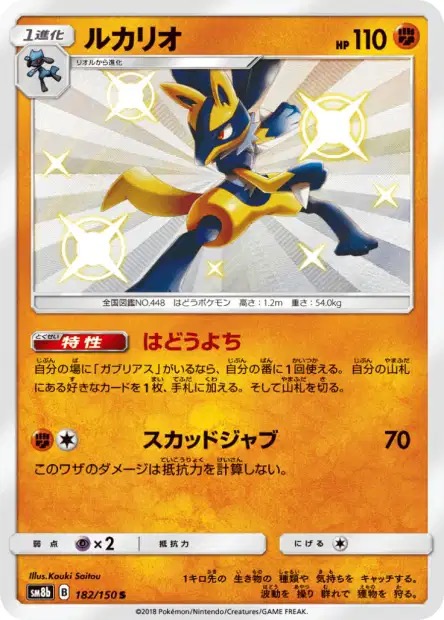 1進化
ルカリオ
HP 110
リオルから進化
全国図鑑NO.448 はどうポケモン 高さ:1.2m 重さ:54.0kg
とくせい
特性 はどうよち
自分の場に「ガブリアス」がいるなら、自分の番に1回使える。自分の山札
にある好きなカードを1枚、手札に加える。そして山札を切る。
スカッドジャブ 70
このワザのダメージは抵抗力を計算しない。
弱点 ×2 抵抗力 にげる
Illus.Kouki Saitou
sm8b B 182/150 S
1キロ先の 生き物の 種類や 気持ちを キャッチする。
波動を 操り 群れで 獲物を 狩る。
©2018 Pokémon/Nintendo/Creatures/GAME FREAK.